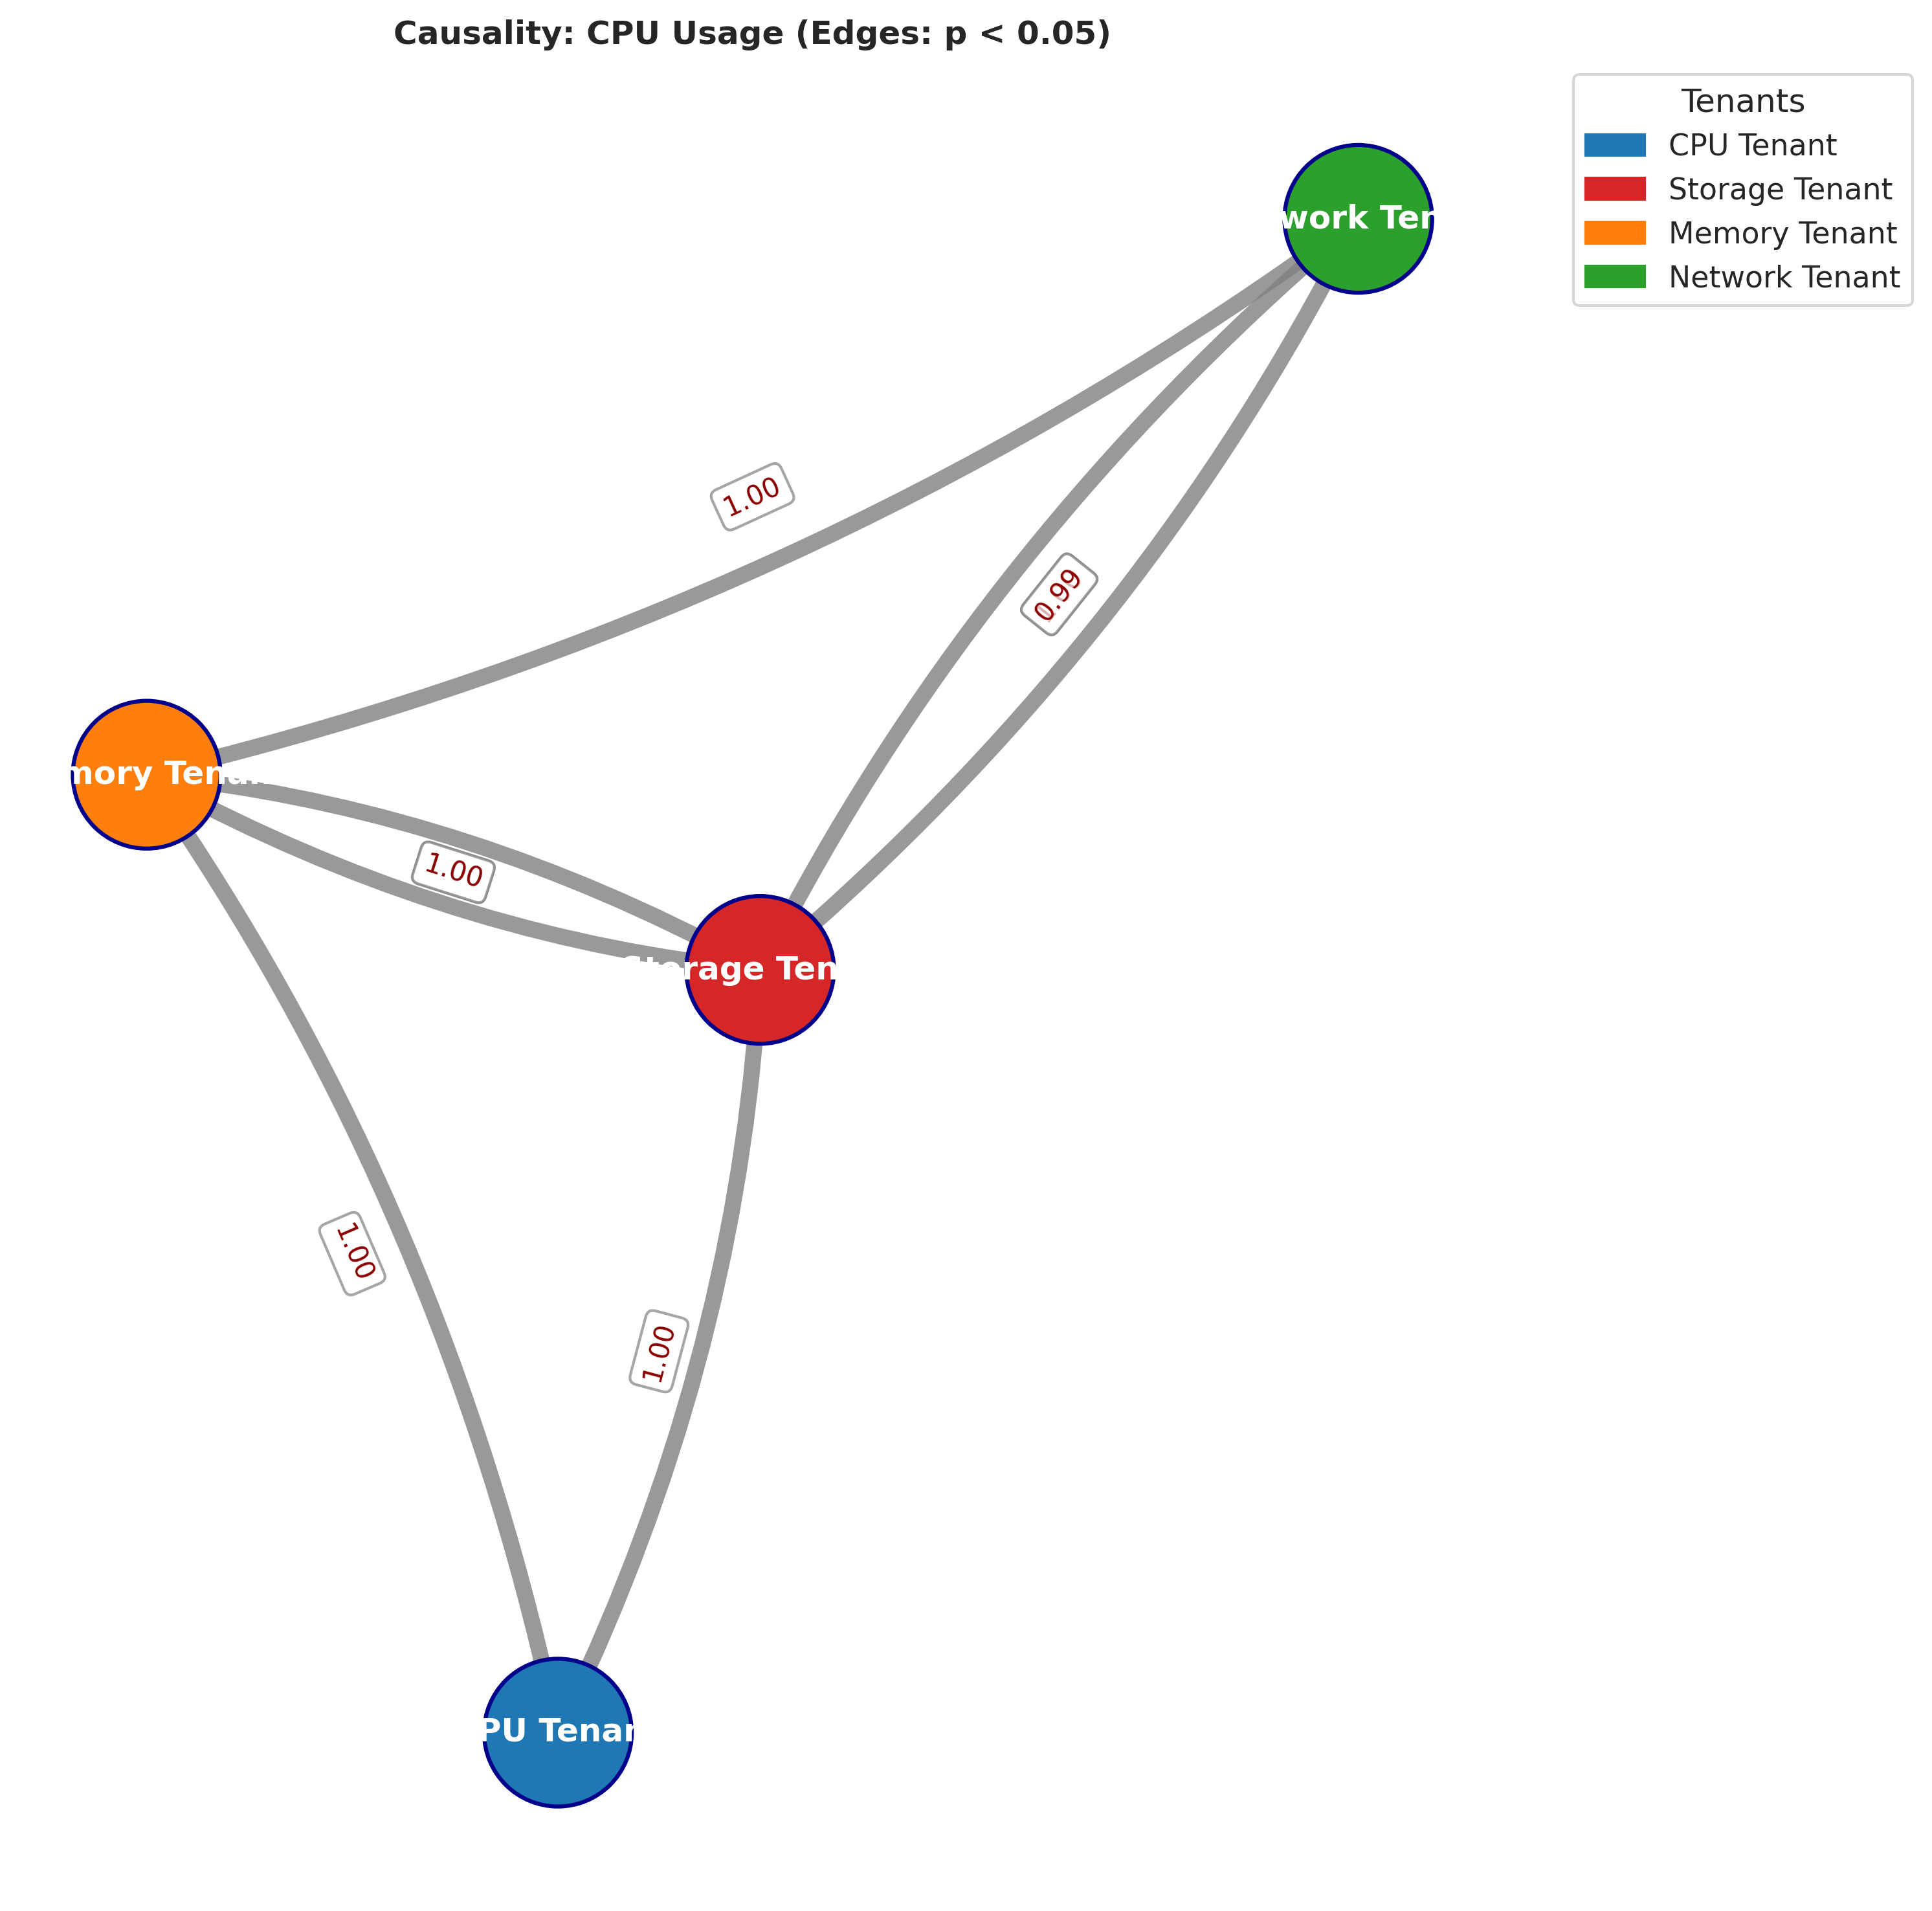 Causality: CPU Usage (Edges: p < 0.05)
Tenants
CPU Tenant
Storage Tenant
Memory Tenant
Network Tenant
work Ten
1.00
0.99
mory Tenan
1.00
Storage Ten
1.00
1.00
PU Tenan